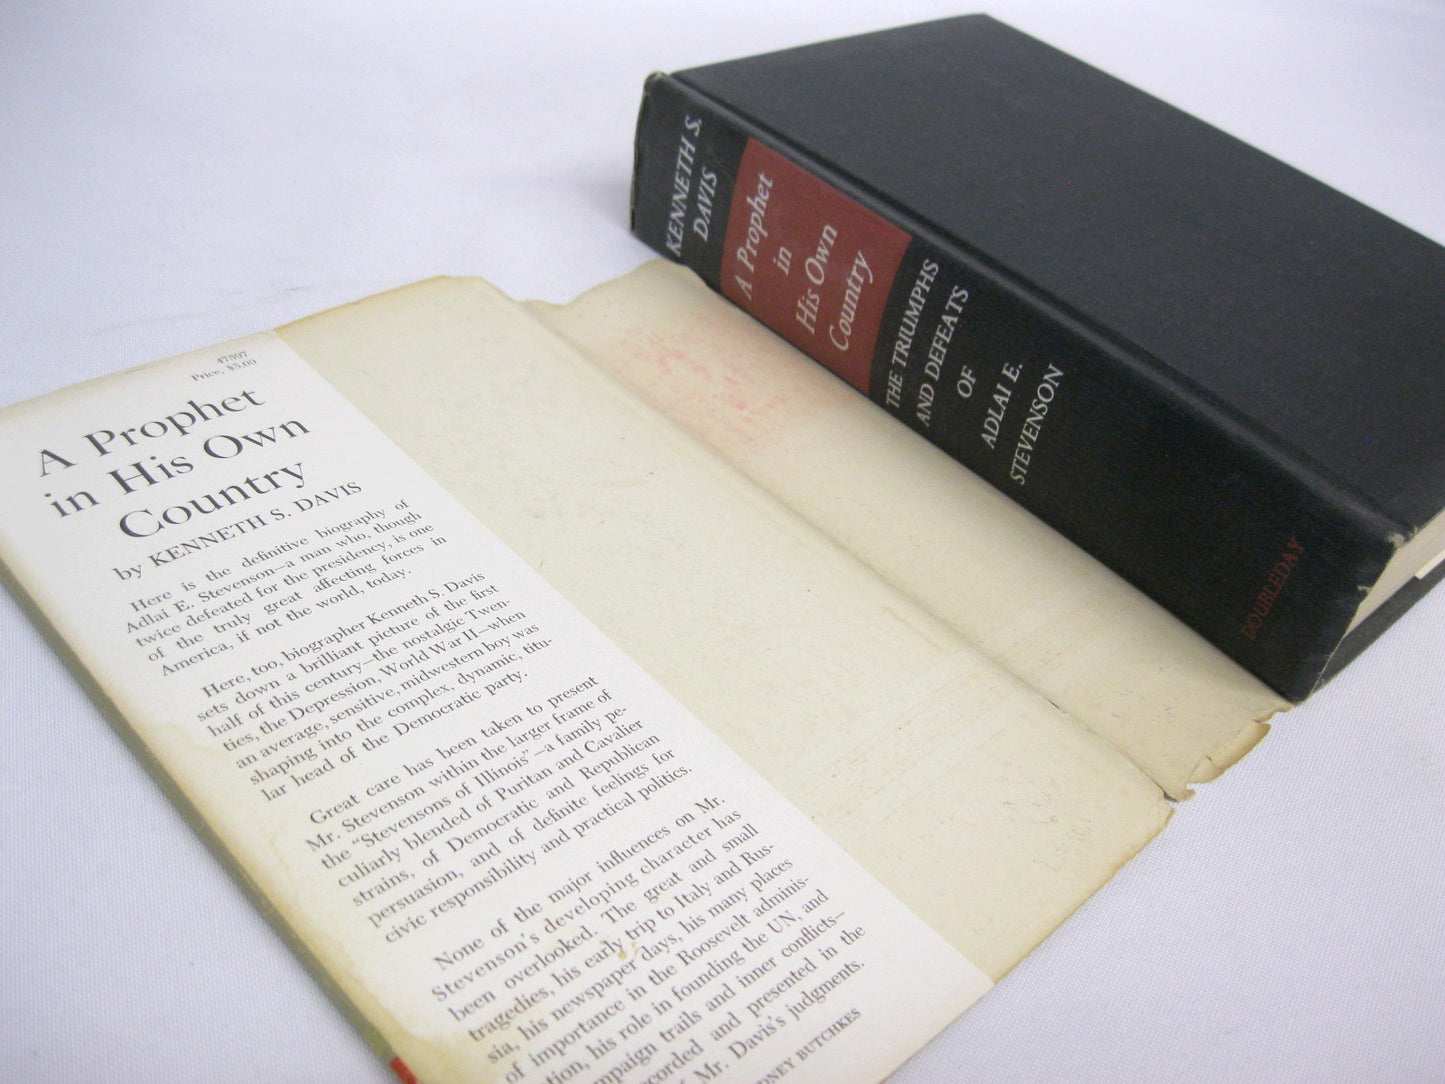 47597
Price, $5.00
A Prophet
in His Own
Country
by KENNETH S. DAVIS
Here is the definitive biography of
Adlai E. Stevenson—a man who, though
twice defeated for the presidency, is one
of the truly great affecting forces in
America, if not the world, today.
Here, too, biographer Kenneth S. Davis
sets down a brilliant picture of the first
half of this century—the nostalgic Twen-
ties, the Depression, World War II—when
an average, sensitive, midwestern boy was
shaping into the complex, dynamic, titu-
lar head of the Democratic party.
Great care has been taken to present
Mr. Stevenson within the larger frame of
the "Stevensons of Illinois"—a family pe-
culiarly blended of Puritan and Cavalier
strains, of Democratic and Republican
persuasion, and of definite feelings for
civic responsibility and practical politics.
None of the major influences on Mr.
Stevenson's developing character has
been overlooked. The great and small
tragedies, his early trip to Italy and Rus-
sia, his newspaper days, his many places
of importance in the Roosevelt adminis-
tion, his role in founding the UN, and
mpaign trails and inner conflicts—
corded and presented in the
Mr. Davis's judgments.
DNEY BUTCHKES
KENNETH S.
DAVIS
A Prophet
in
His Own
Country
THE TRIUMPHS
AND DEFEATS
OF
ADLAI E.
STEVENSON
DOUBLEDAY